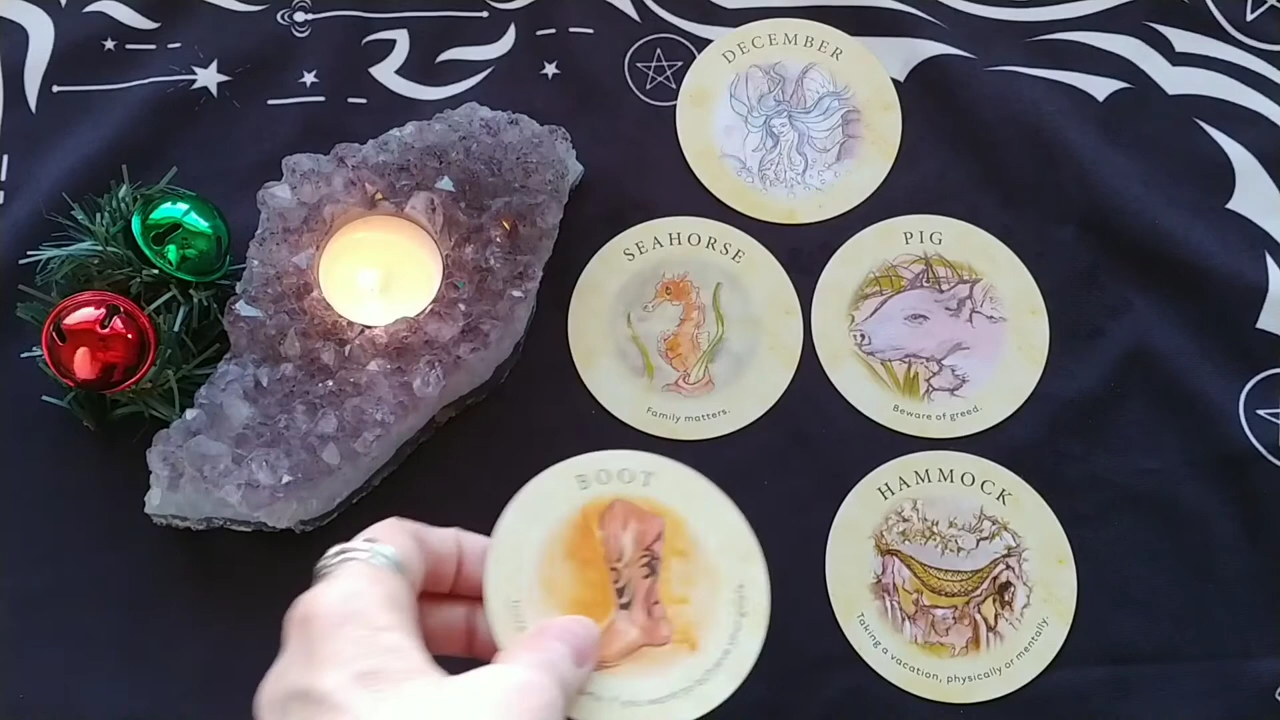 DECEMBER
SEAHORSE
Family matters.
PIG
Beware of greed.
BOOT
HAMMOCK
Taking a vacation, physically or mentally.